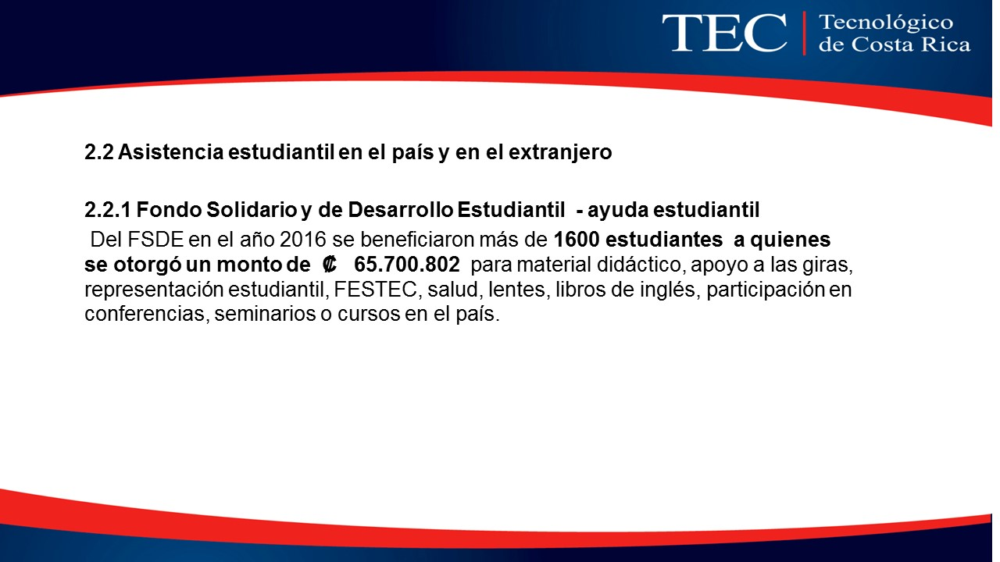 TEC
Tecnológico
de Costa Rica
2.2 Asistencia estudiantil en el país y en el extranjero
2.2.1 Fondo Solidario y de Desarrollo Estudiantil - ayuda estudiantil
Del FSDE en el año 2016 se beneficiaron más de 1600 estudiantes a quienes
se otorgó un monto de ₡ 65.700.802 para material didáctico, apoyo a las giras,
representación estudiantil, FESTEC, salud, lentes, libros de inglés, participación en
conferencias, seminarios o cursos en el país.